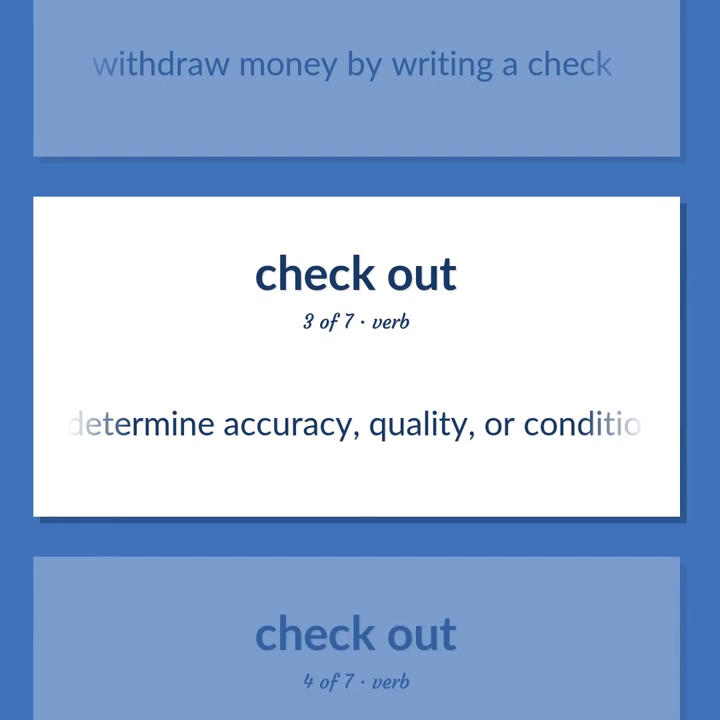 withdraw money by writing a check
check out
3 of 7 · verb
determine accuracy, quality, or conditio
check out
4 of 7 · verb